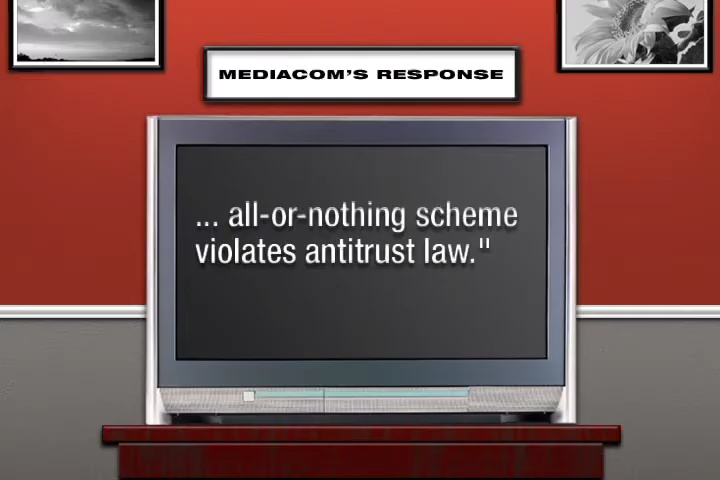 MEDIACOM'S RESPONSE
... all-or-nothing scheme
violates antitrust law."